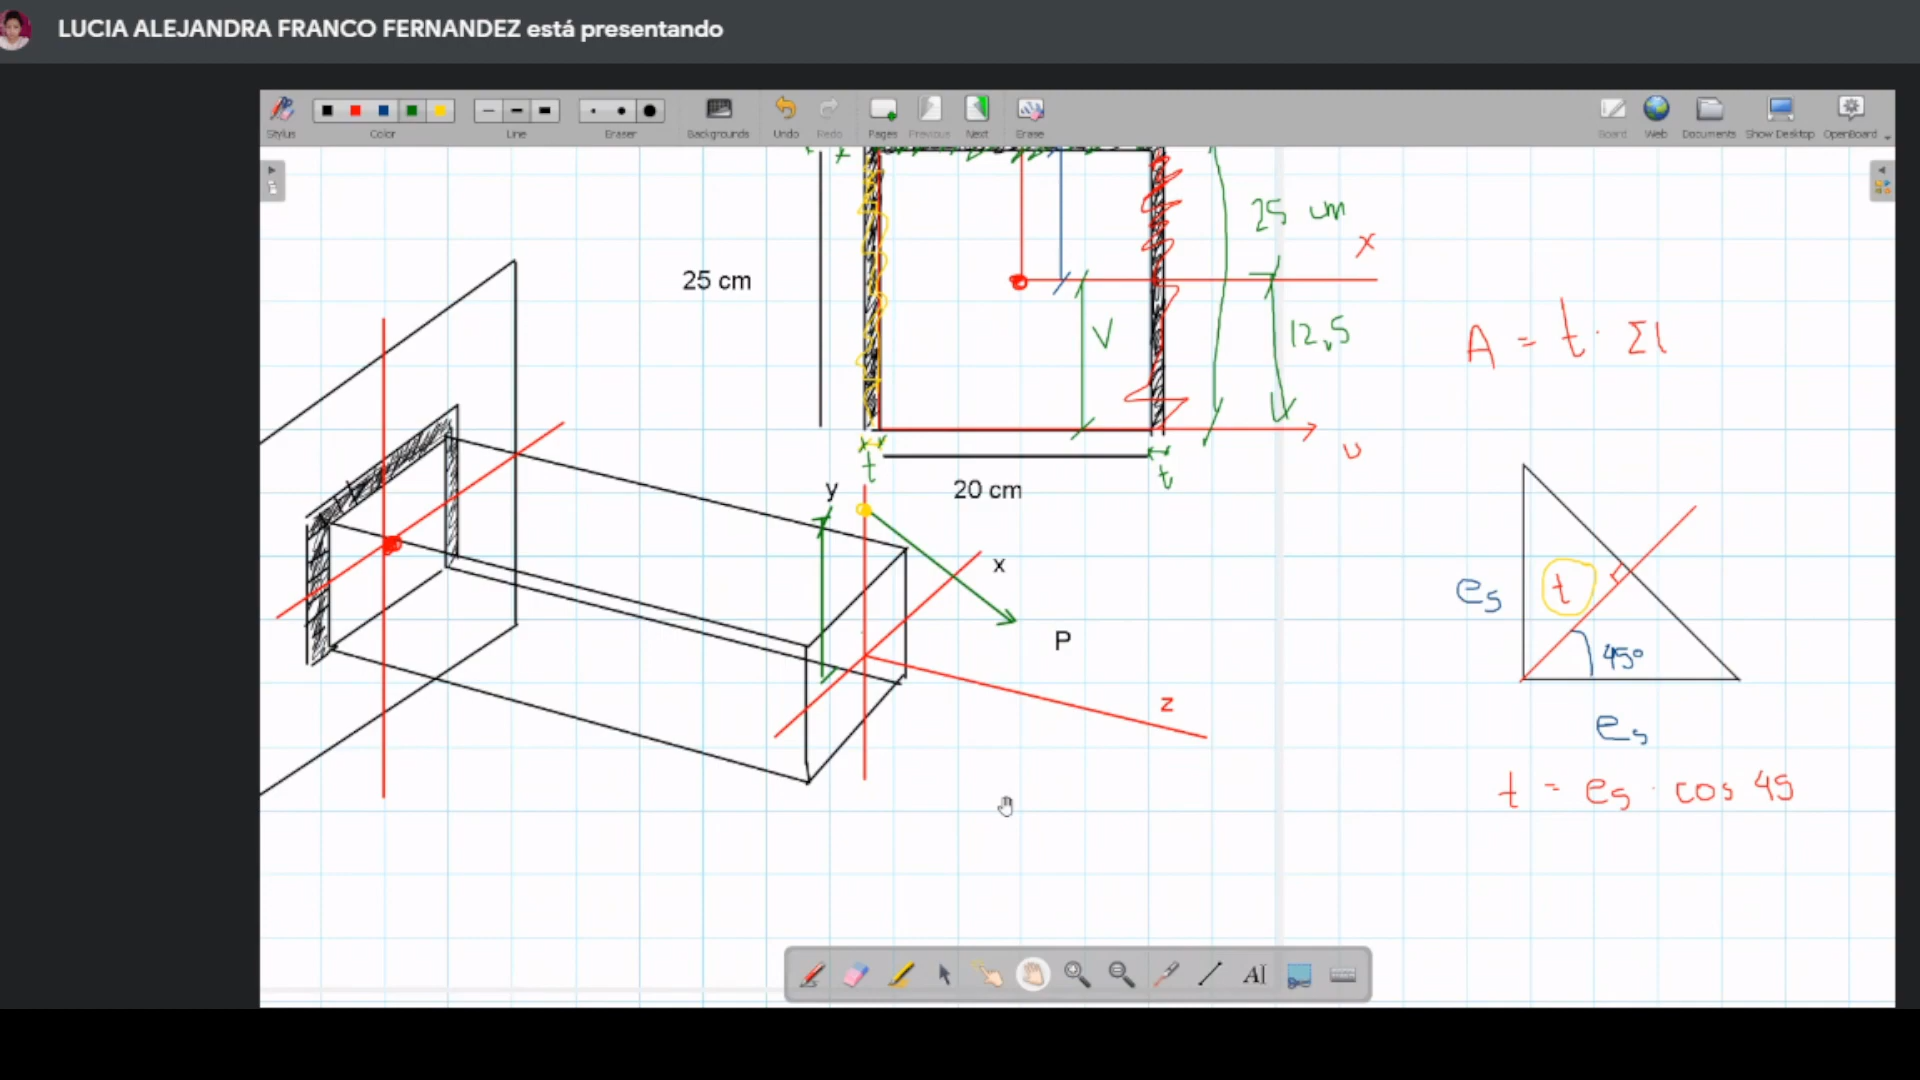 LUCIA ALEJANDRA FRANCO FERNANDEZ está presentando
Stylus Color Line Eraser Backgrounds Undo Redo Pages Previous Next Erase Board Web Documents Show Desktop OpenBoard
25 cm
x
25 cm
V
12,5
A = t · Σl
t
υ
t
20 cm
y
x
es
t
P
45°
z
es
t = es · cos 45
AI